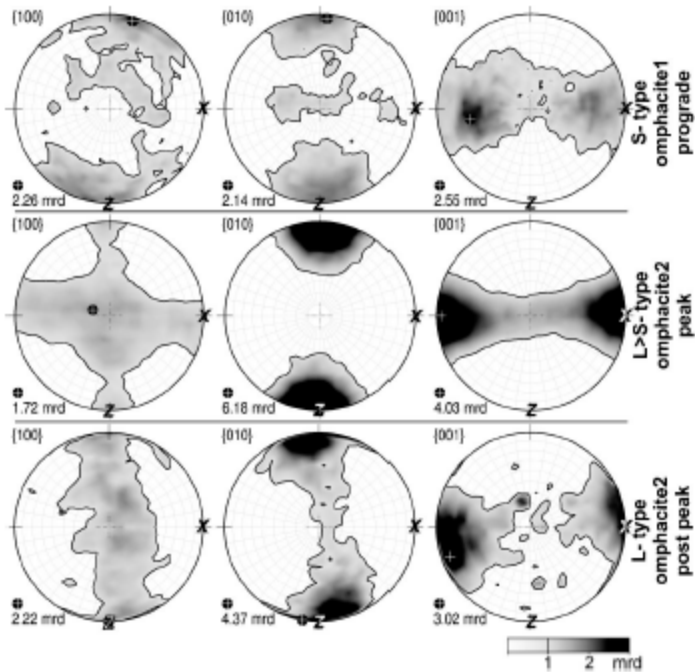 {100} {010} {001}
X X X
2.26 mrd 2.14 mrd 2.55 mrd
Z Z Z
S- type
omphacite1
prograde
{100} {010} {001}
X X X
1.72 mrd 6.18 mrd 4.03 mrd
Z Z Z
L>S- type
omphacite2
peak
{100} {010} {001}
X X X
2.22 mrd 4.37 mrd 3.02 mrd
Z Z Z
L- type
omphacite2
post peak
1 2 mrd